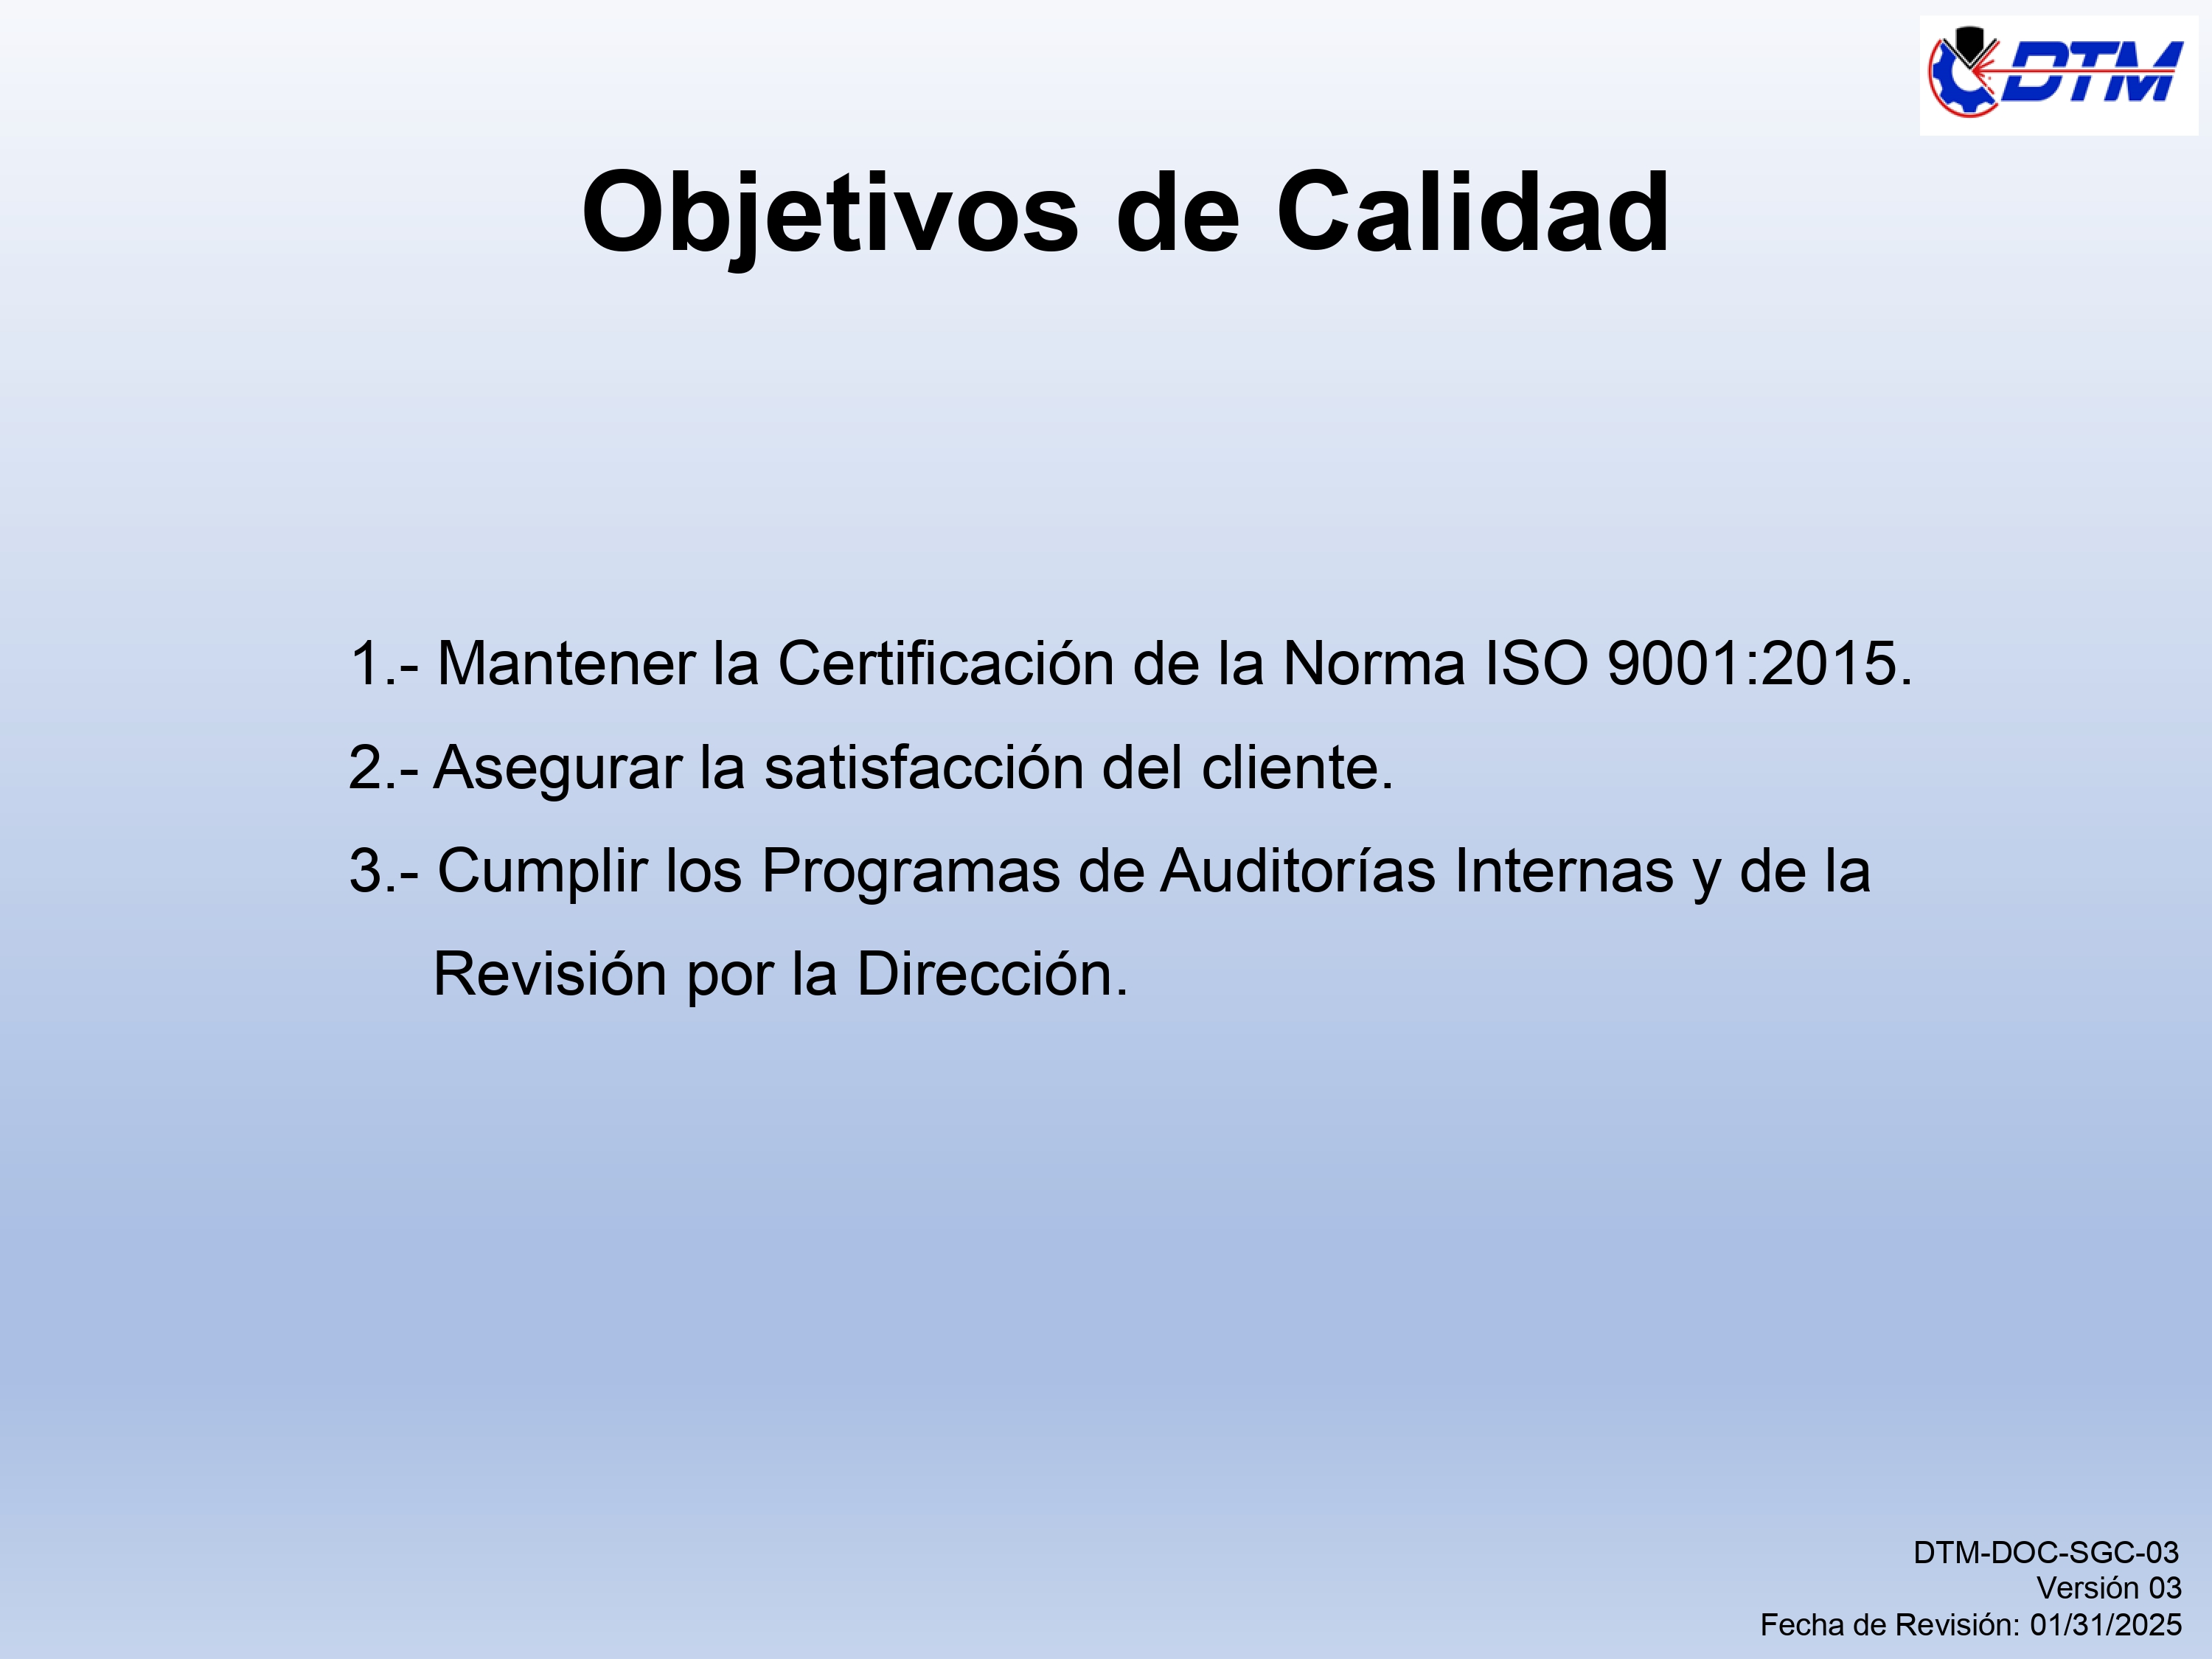 DTM
Objetivos de Calidad
1.- Mantener la Certificación de la Norma ISO 9001:2015.
2.- Asegurar la satisfacción del cliente.
3.- Cumplir los Programas de Auditorías Internas y de la
Revisión por la Dirección.
DTM-DOC-SGC-03
Versión 03
Fecha de Revisión: 01/31/2025